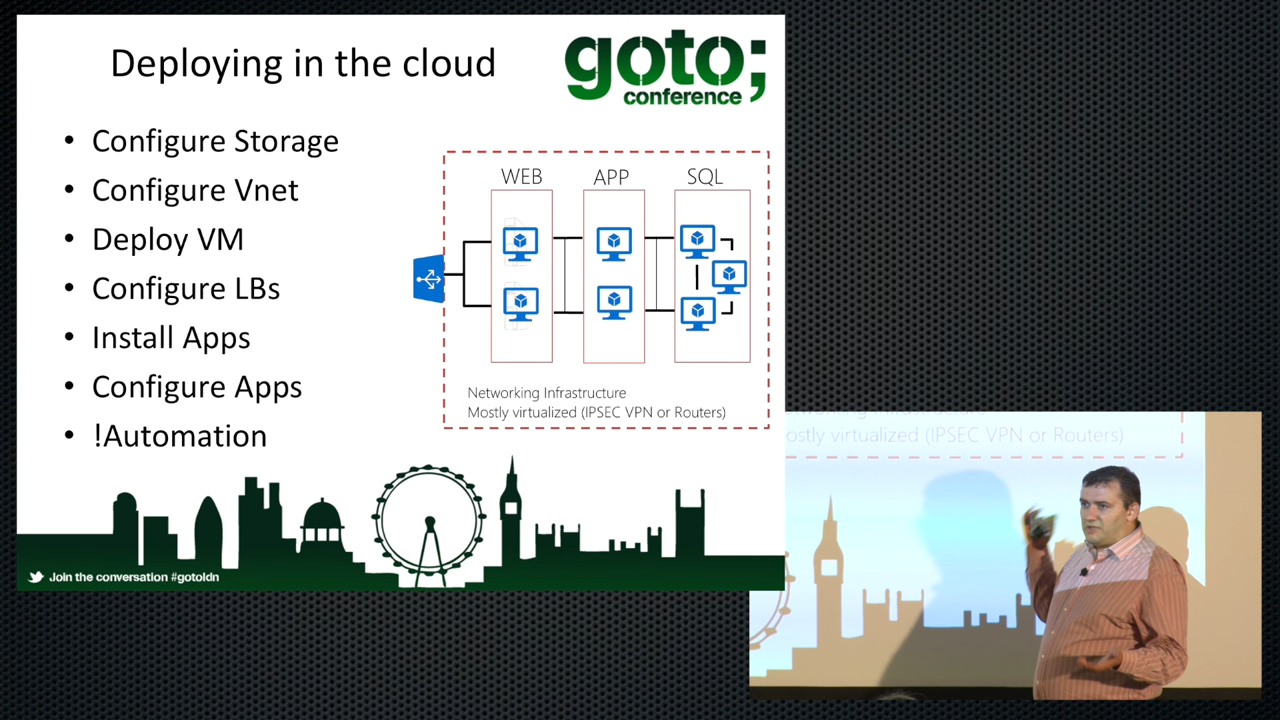 Deploying in the cloud
goto;
conference
• Configure Storage
• Configure Vnet
• Deploy VM
• Configure LBs
• Install Apps
• Configure Apps
• !Automation
WEB APP SQL
Networking Infrastructure
Mostly virtualized (IPSEC VPN or Routers)
Join the conversation #gotoldn
virtualized (IPSEC VPN or Routers)